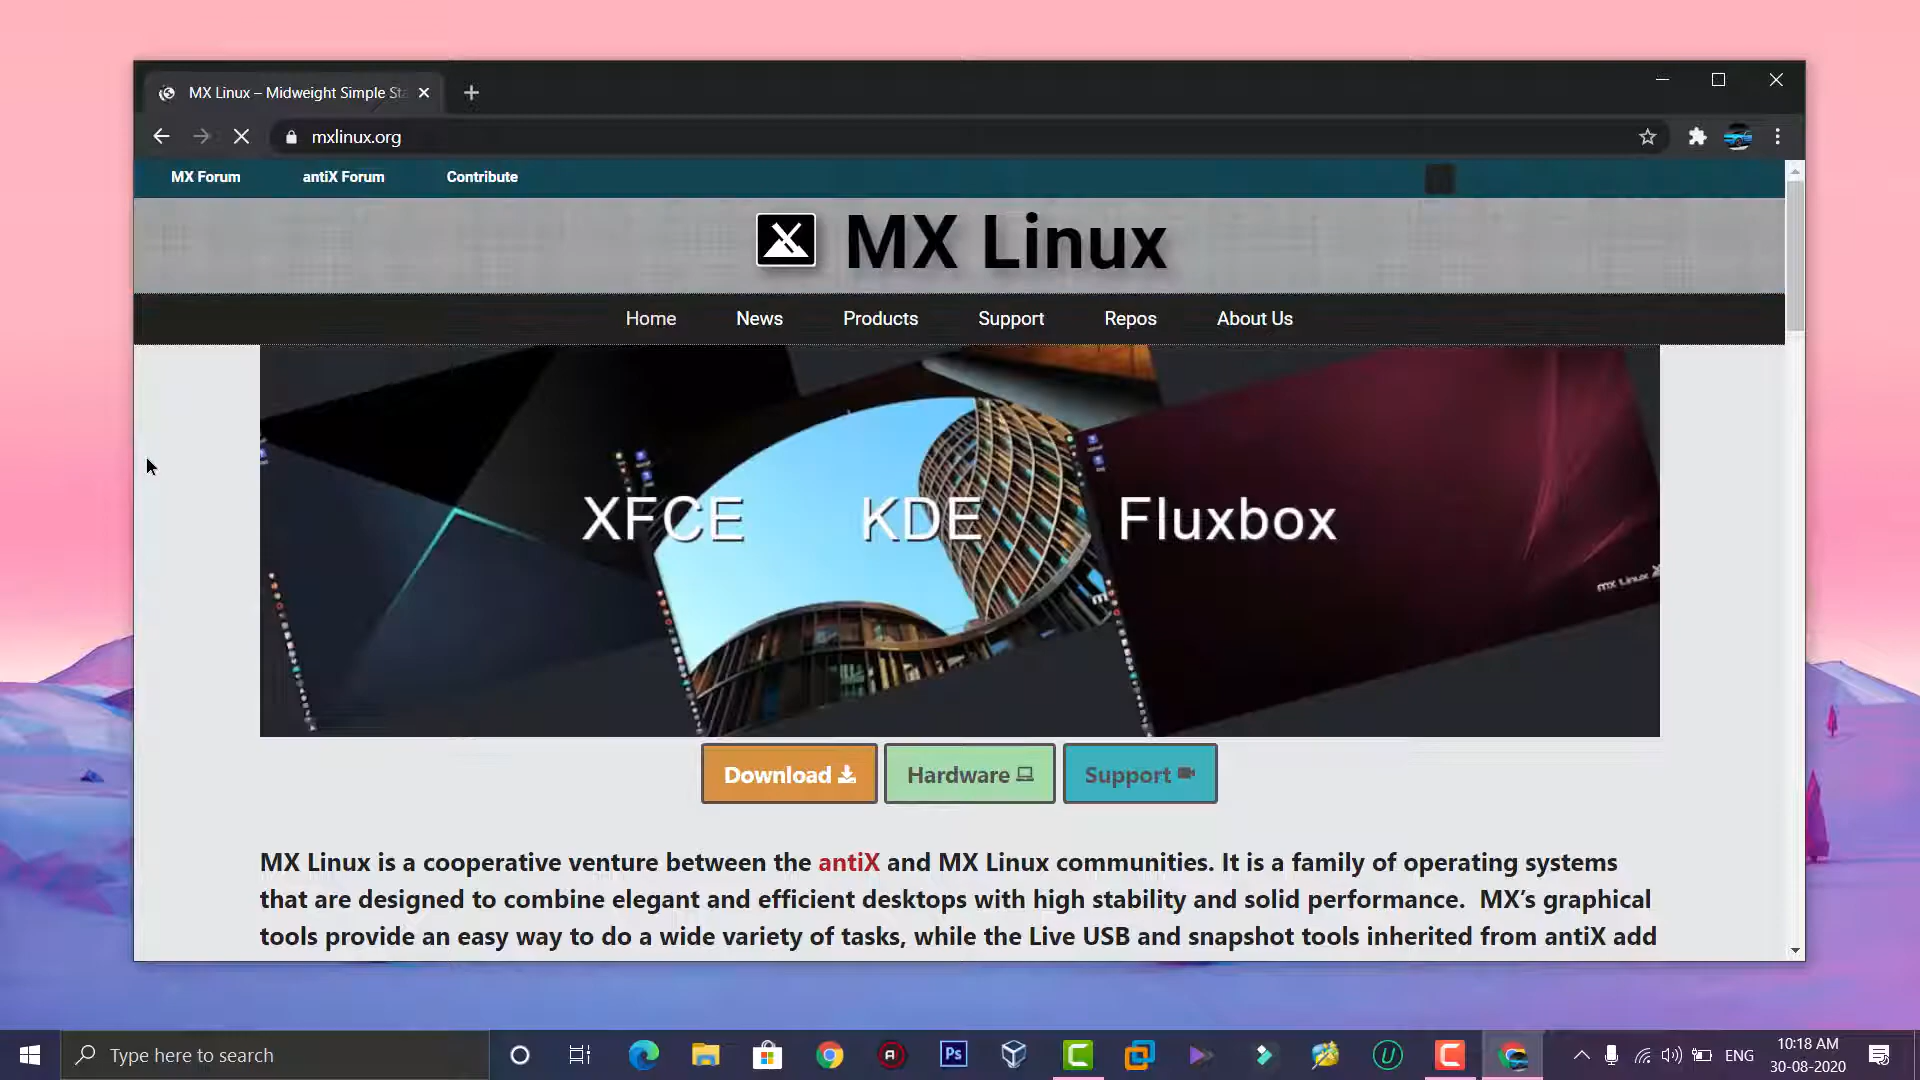 MX Linux – Midweight Simple Sta
mxlinux.org
MX Forum antiX Forum Contribute
MX Linux
Home News Products Support Repos About Us
XFCE KDE Fluxbox
mx Linux
Download Hardware Support
MX Linux is a cooperative venture between the antiX and MX Linux communities. It is a family of operating systems
that are designed to combine elegant and efficient desktops with high stability and solid performance. MX’s graphical
tools provide an easy way to do a wide variety of tasks, while the Live USB and snapshot tools inherited from antiX add
Type here to search
Ps
ENG
10:18 AM
30-08-2020